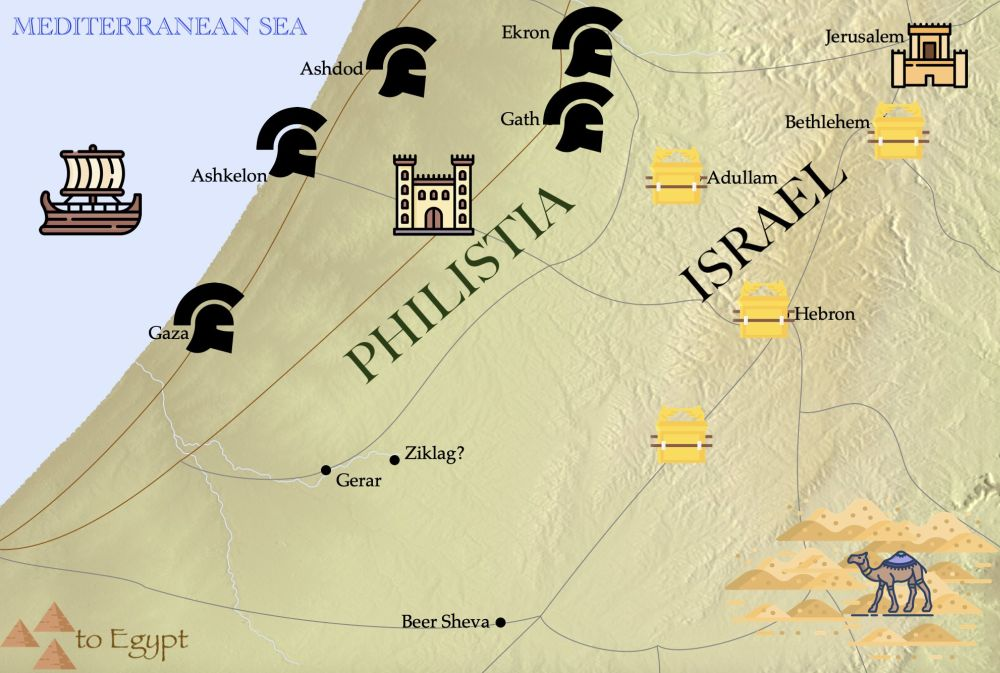 MEDITERRANEAN SEA
Ekron
Jerusalem
Ashdod
Gath
Bethlehem
Ashkelon
Adullam
PHILISTIA
ISRAEL
Gaza
Hebron
Ziklag?
Gerar
Beer Sheva
to Egypt